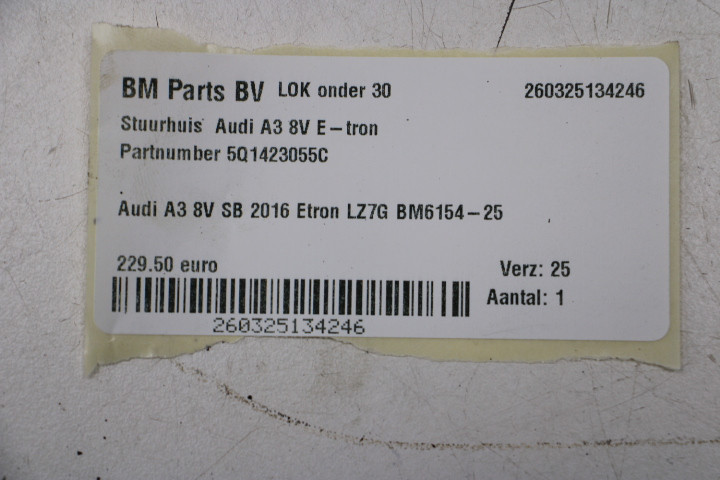 BM Parts BV LOK onder 30 260325134246
Stuurhuis Audi A3 8V E-tron
Partnumber 5Q1423055C
Audi A3 8V SB 2016 Etron LZ7G BM6154-25
229.50 euro Verz: 25
Aantal: 1
260325134246